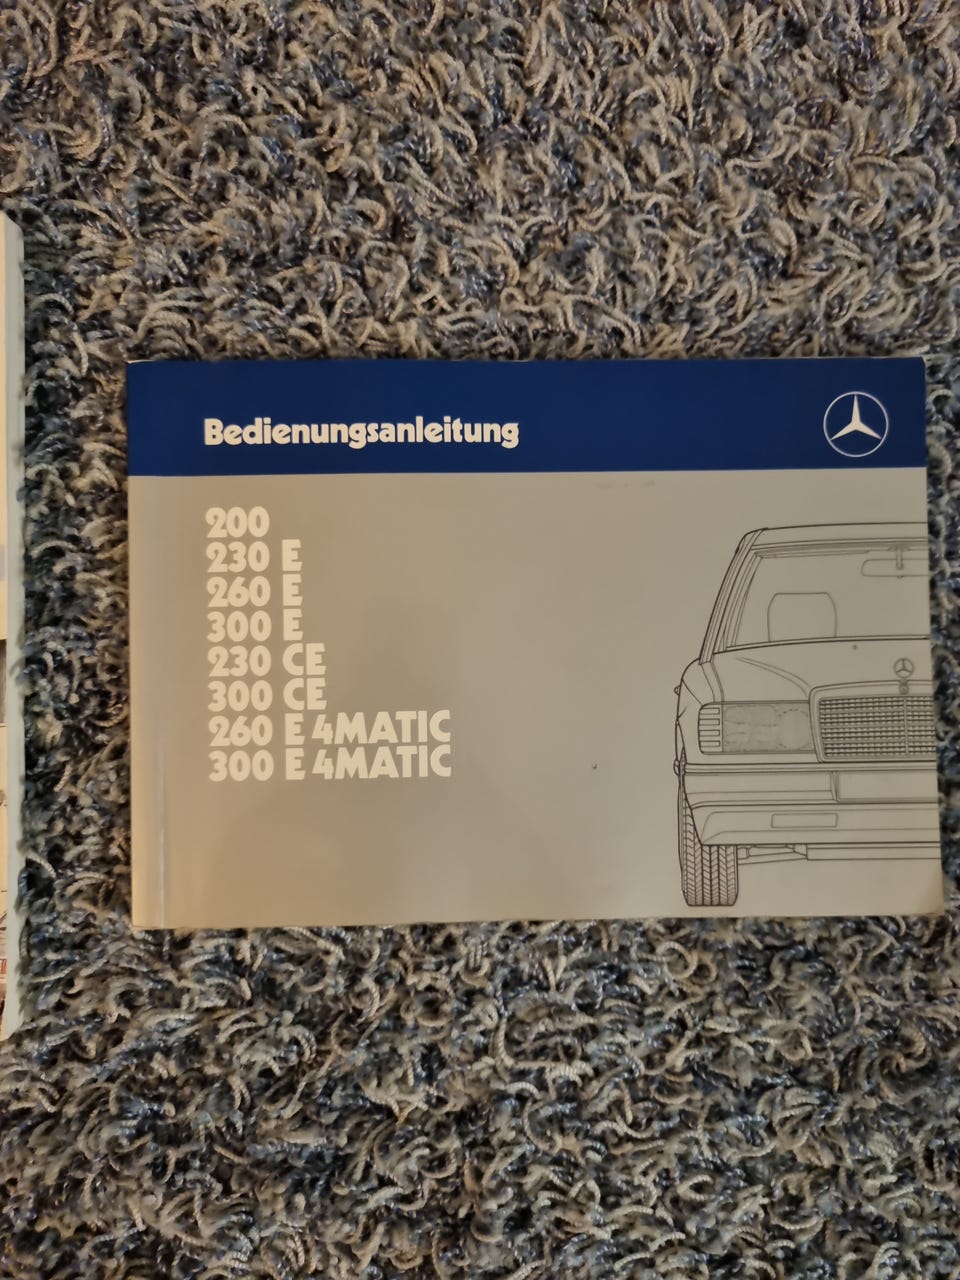 Bedienungsanleitung
200
230 E
260 E
300 E
230 CE
300 CE
260 E 4MATIC
300 E 4MATIC